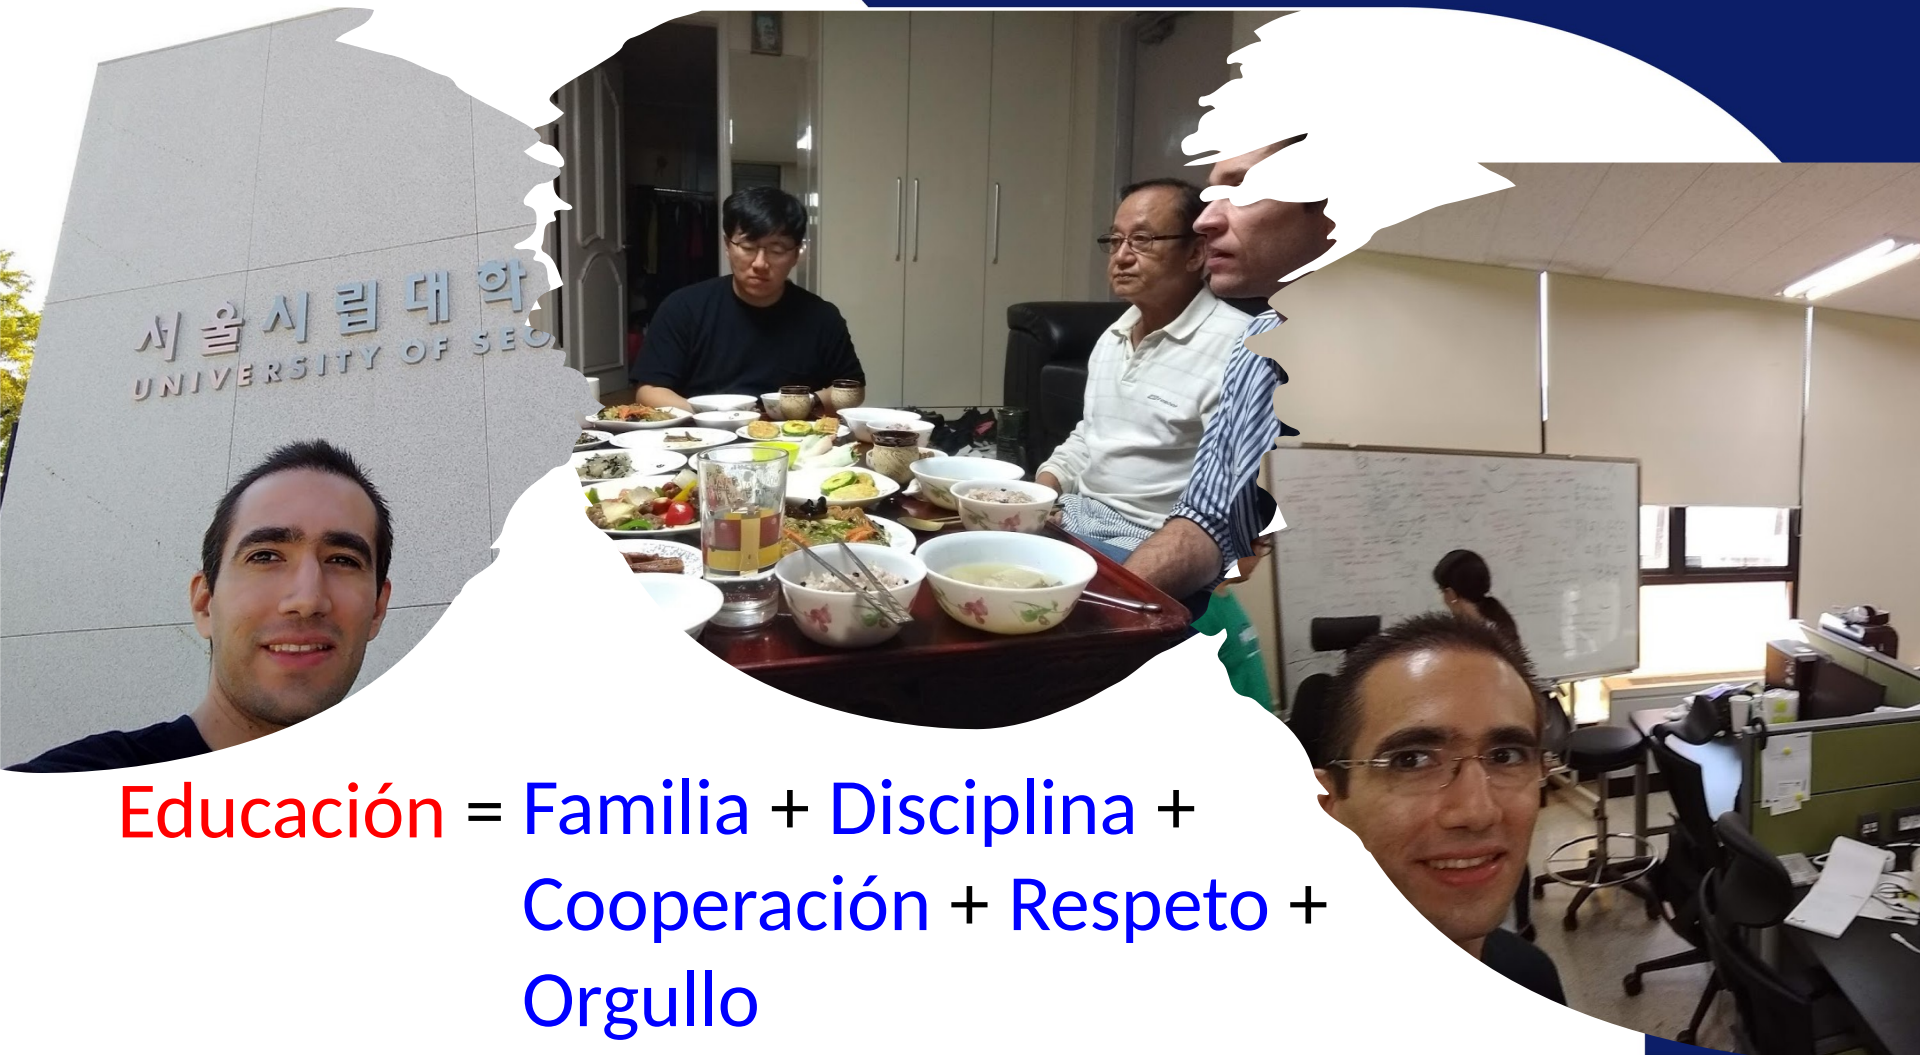 서울시립대학
UNIVERSITY OF SEO
Educación = Familia + Disciplina +
Cooperación + Respeto +
Orgullo